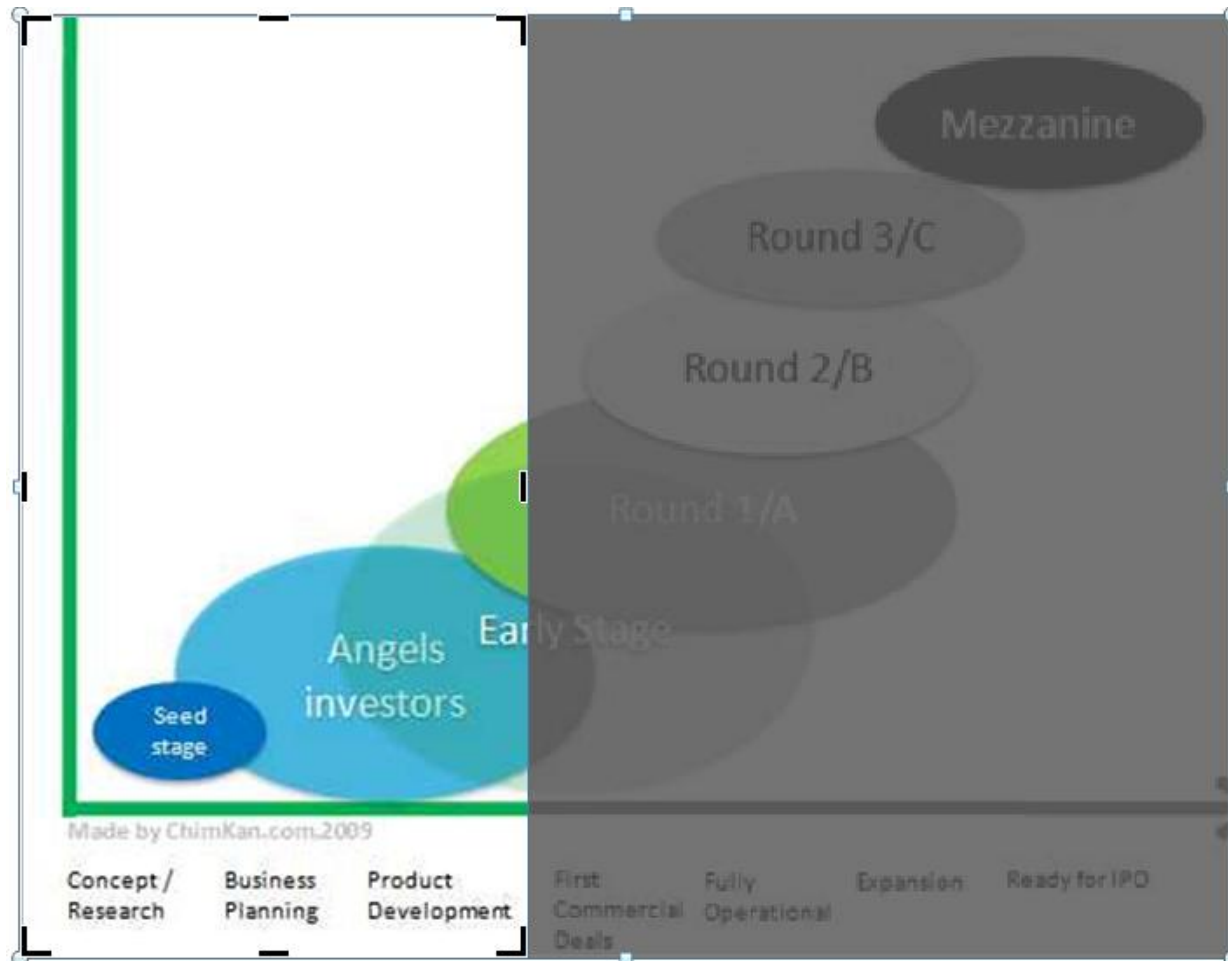 Mezzanine
Round 3/C
Round 2/B
Round 1/A
Early Stage
Angels
investors
Seed
stage
Made by ChimKan.com.2009
Concept /
Research
Business
Planning
Product
Development
First
Commercial
Deals
Fully
Operational
Expansion
Ready for IPO